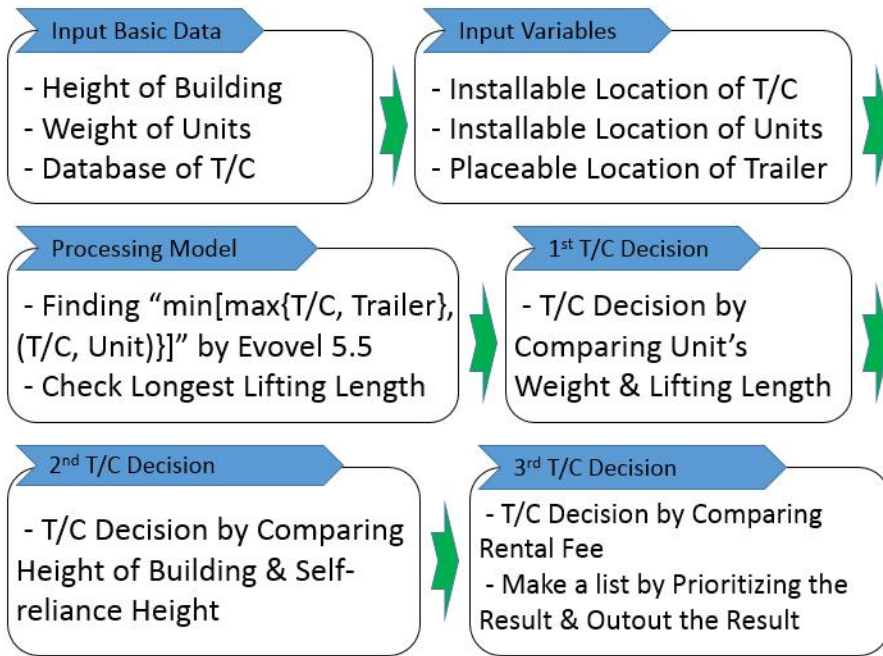 Input Basic Data
- Height of Building
- Weight of Units
- Database of T/C
Input Variables
- Installable Location of T/C
- Installable Location of Units
- Placeable Location of Trailer
Processing Model
- Finding “min[max{T/C, Trailer},
(T/C, Unit)}]” by Evovel 5.5
- Check Longest Lifting Length
1st T/C Decision
- T/C Decision by
Comparing Unit’s
Weight & Lifting Length
2nd T/C Decision
- T/C Decision by Comparing
Height of Building & Self-
reliance Height
3rd T/C Decision
- T/C Decision by Comparing
Rental Fee
- Make a list by Prioritizing the
Result & Outout the Result